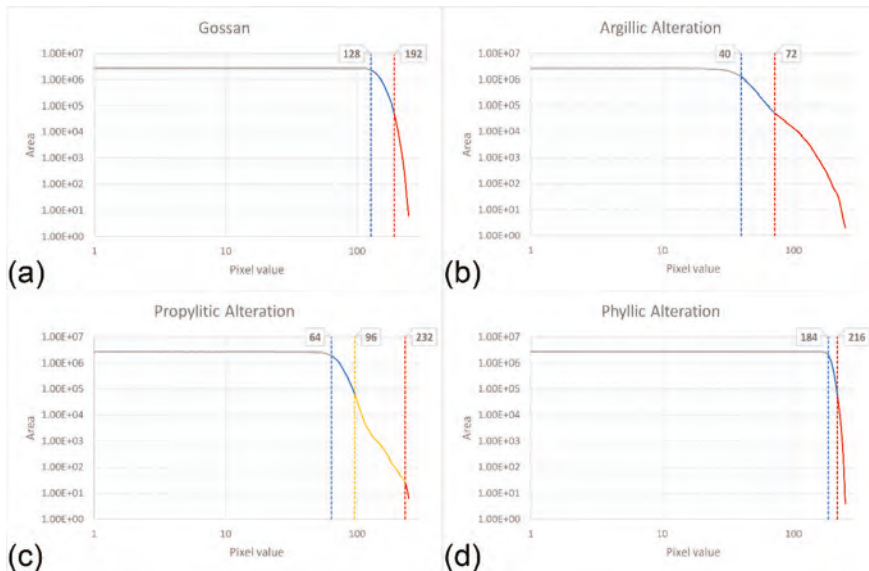 Gossan
128 192
1.00E+07
1.00E+06
1.00E+05
1.00E+04
1.00E+03
1.00E+02
1.00E+01
1.00E+00
Area
1 10 100
Pixel value
(a)
Argillic Alteration
40 72
1.00E+07
1.00E+06
1.00E+05
1.00E+04
1.00E+03
1.00E+02
1.00E+01
1.00E+00
Area
1 10 100
Pixel value
(b)
Propylitic Alteration
64 96 232
1.00E+07
1.00E+06
1.00E+05
1.00E+04
1.00E+03
1.00E+02
1.00E+01
1.00E+00
Area
1 10 100
Pixel value
(c)
Phyllic Alteration
184 216
1.00E+07
1.00E+06
1.00E+05
1.00E+04
1.00E+03
1.00E+02
1.00E+01
1.00E+00
Area
1 10 100
Pixel value
(d)